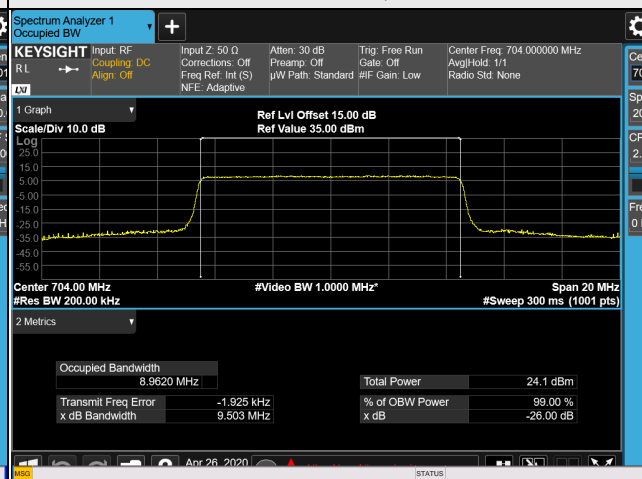 Spectrum Analyzer 1
Occupied BW
KEYSIGHT
R L
LXI
Input: RF
Coupling: DC
Align: Off
Input Z: 50 Ω
Corrections: Off
Freq Ref: Int (S)
NFE: Adaptive
Atten: 30 dB
Preamp: Off
µW Path: Standard
Trig: Free Run
Gate: Off
#IF Gain: Low
Center Freq: 704.000000 MHz
Avg|Hold: 1/1
Radio Std: None
1 Graph
Scale/Div 10.0 dB
Ref Lvl Offset 15.00 dB
Ref Value 35.00 dBm
Log
25.0
15.0
5.00
-5.00
-15.0
-25.0
-35.0
-45.0
-55.0
Center 704.00 MHz
#Video BW 1.0000 MHz*
Span 20 MHz
#Res BW 200.00 kHz
#Sweep 300 ms (1001 pts)
2 Metrics
Occupied Bandwidth
8.9620 MHz
Total Power 24.1 dBm
Transmit Freq Error -1.925 kHz
% of OBW Power 99.00 %
x dB Bandwidth 9.503 MHz
x dB -26.00 dB
Apr 26, 2020
MSG
STATUS